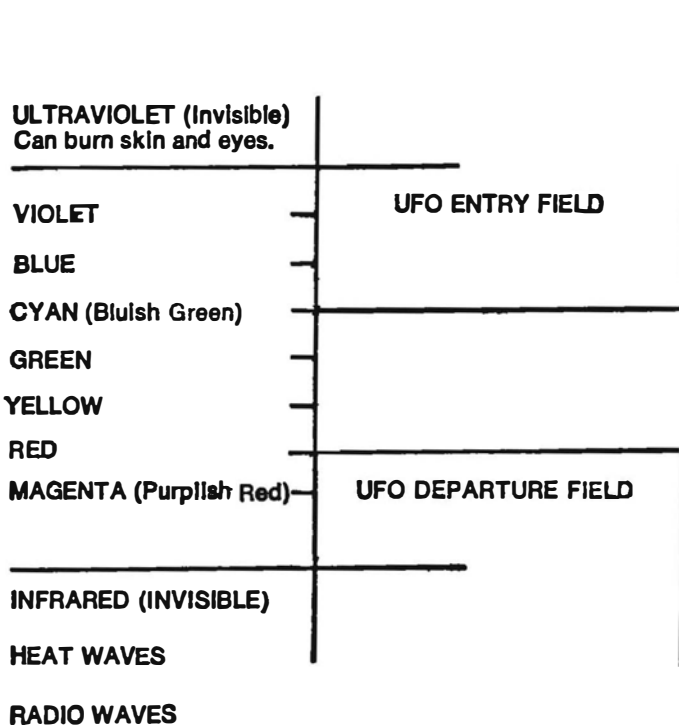 ULTRAVIOLET (Invisible)
Can burn skin and eyes.
UFO ENTRY FIELD
VIOLET
BLUE
CYAN (Bluish Green)
GREEN
YELLOW
RED
MAGENTA (Purplish Red)
UFO DEPARTURE FIELD
INFRARED (INVISIBLE)
HEAT WAVES
RADIO WAVES